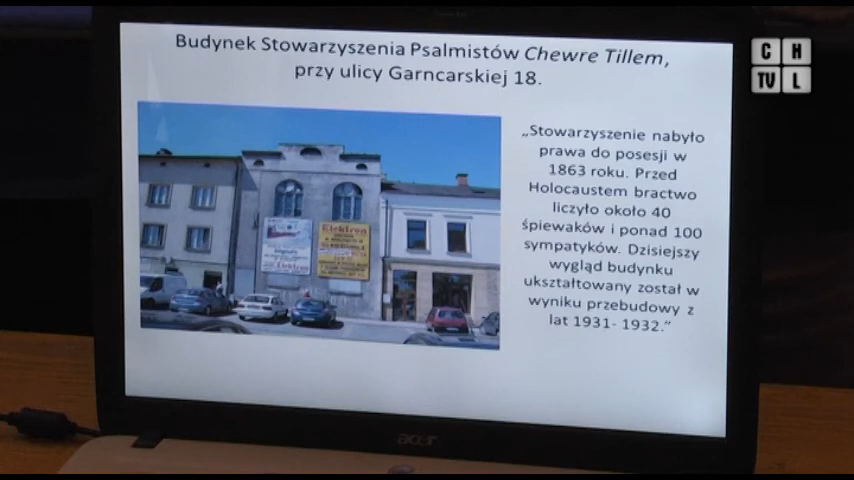 Budynek Stowarzyszenia Psalmistów Chewre Tillem,
przy ulicy Garncarskiej 18.
C H
TV L
„Stowarzyszenie nabyło
prawa do posesji w
1863 roku. Przed
Holocaustem bractwo
liczyło około 40
śpiewaków i ponad 100
sympatyków. Dzisiejszy
wygląd budynku
ukształtowany został w
wyniku przebudowy z
lat 1931- 1932.”
Elektron
Elektron
acer